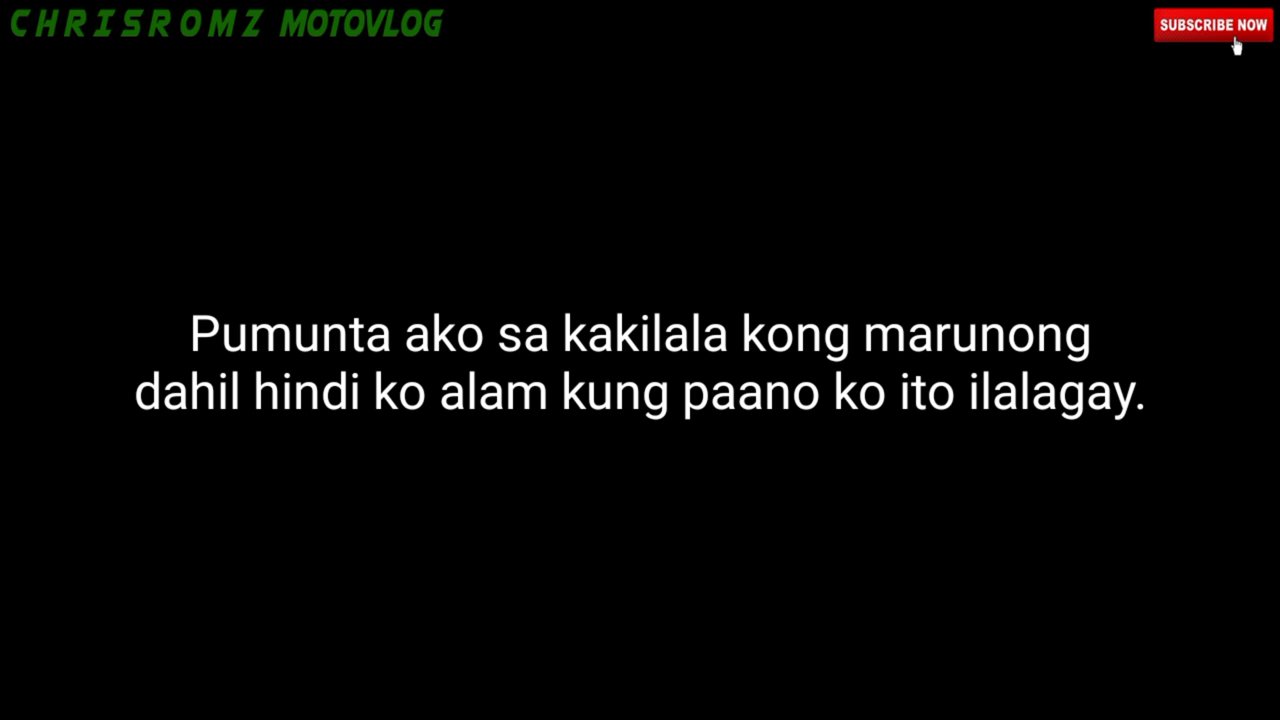 CHRISROMZ MOTOVLOG
SUBSCRIBE NOW
Pumunta ako sa kakilala kong marunong
dahil hindi ko alam kung paano ko ito ilalagay.